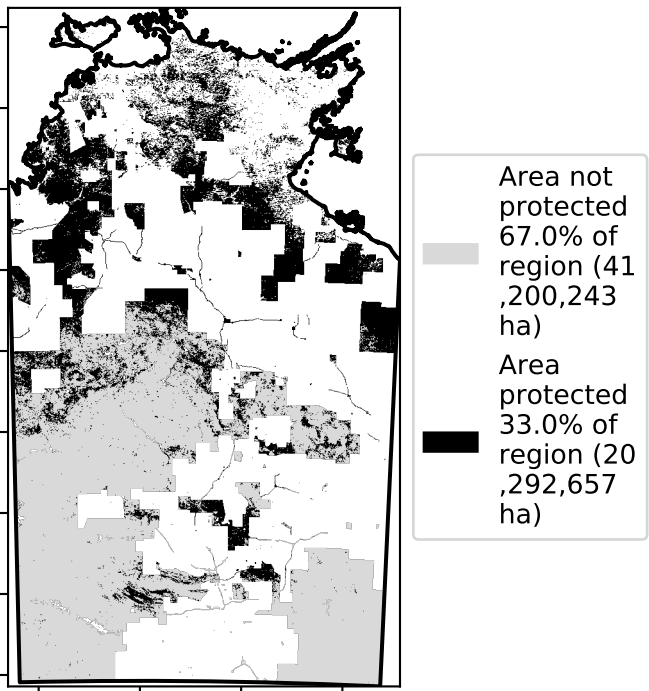 Area not
protected
67.0% of
region (41
,200,243
ha)
Area
protected
33.0% of
region (20
,292,657
ha)